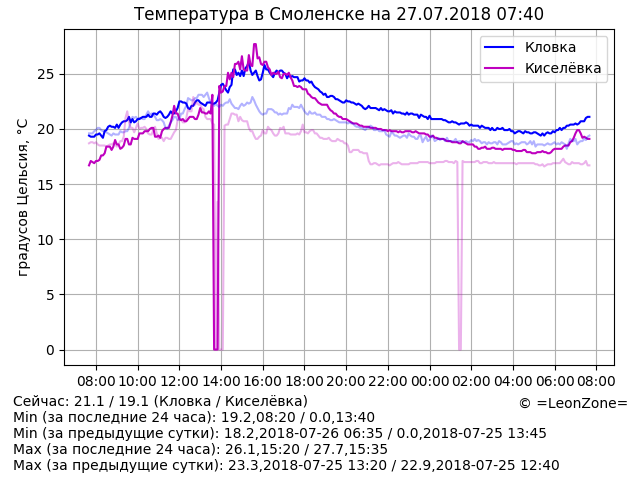 Температура в Смоленске на 27.07.2018 07:40
Кловка
Киселёвка
градусов Цельсия, °C
25
20
15
10
5
0
08:00 10:00 12:00 14:00 16:00 18:00 20:00 22:00 00:00 02:00 04:00 06:00 08:00
Сейчас: 21.1 / 19.1 (Кловка / Киселёвка)
© =LeonZone=
Min (за последние 24 часа): 19.2,08:20 / 0.0,13:40
Min (за предыдущие сутки): 18.2,2018-07-26 06:35 / 0.0,2018-07-25 13:45
Max (за последние 24 часа): 26.1,15:20 / 27.7,15:35
Max (за предыдущие сутки): 23.3,2018-07-25 13:20 / 22.9,2018-07-25 12:40